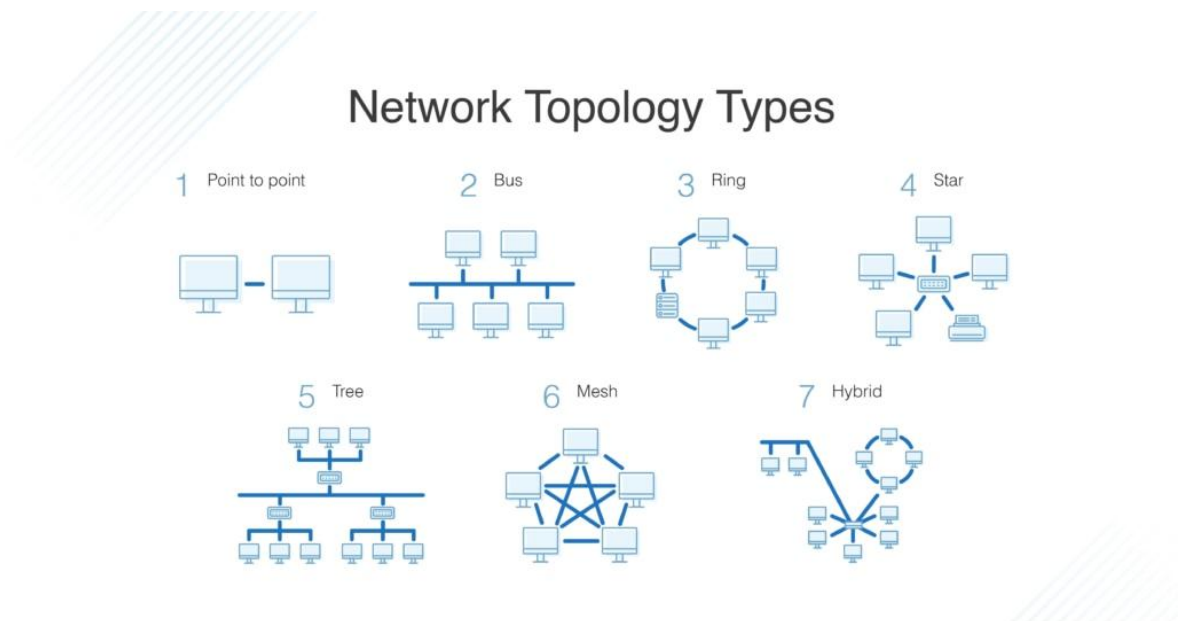 Network Topology Types
1 Point to point
2 Bus
3 Ring
4 Star
5 Tree
6 Mesh
7 Hybrid